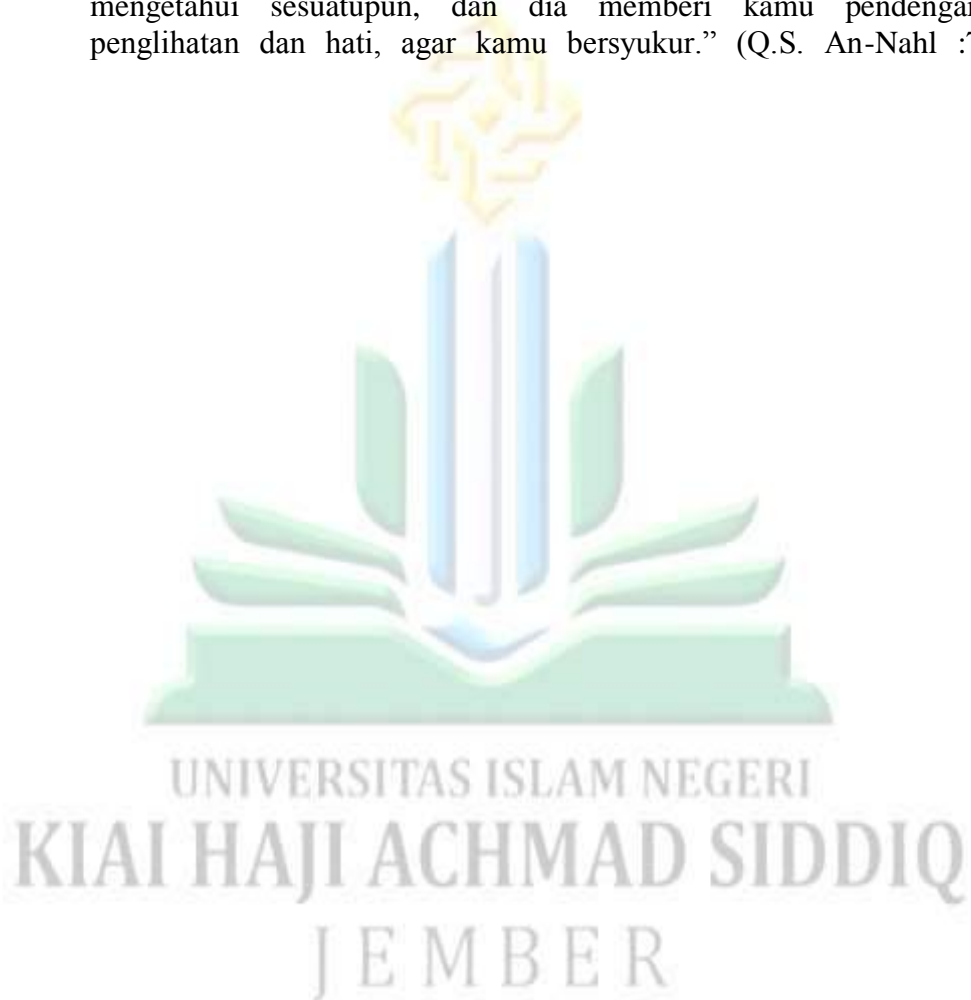 mengetahui sesuatupun, dan dia memberi kamu
penglihatan dan hati, agar kamu bersyukur.” (Q.S. An-Nahl :
UNIVERSITAS ISLAM NEGERI
KIAI HAJI ACHMAD SIDDIQ
JEMBER